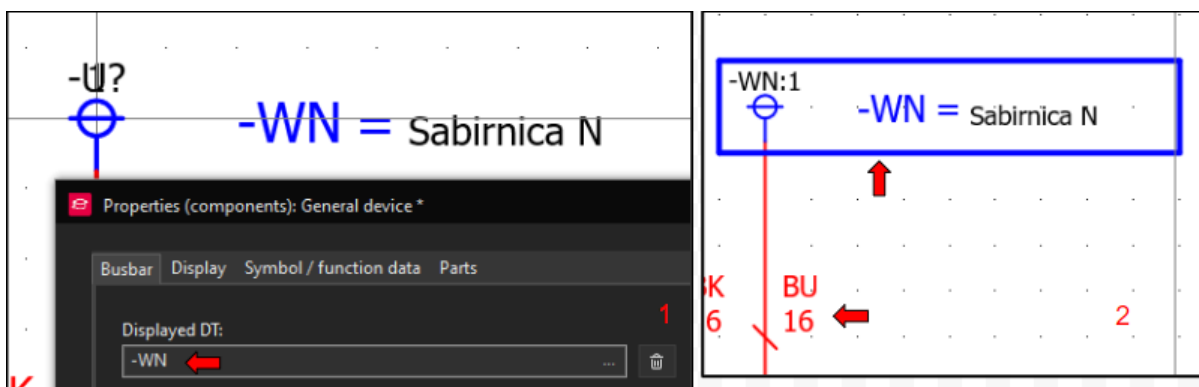 -U?
-WN = Sabirnica N
Properties (components): General device *
Busbar Display Symbol / function data Parts
Displayed DT:
-WN ...
1
-WN:1
-WN = Sabirnica N
BU
16
6
K
2